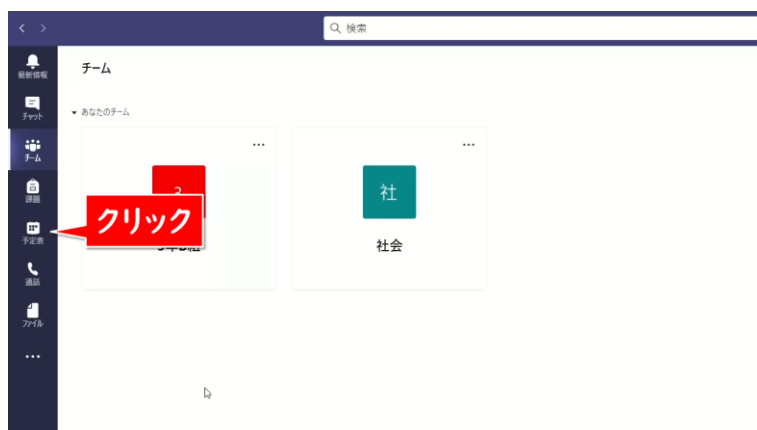 検索
最新情報
チーム
チャット
あなたのチーム
チーム
課題
社
クリック
予定表
社会
通話
ファイル